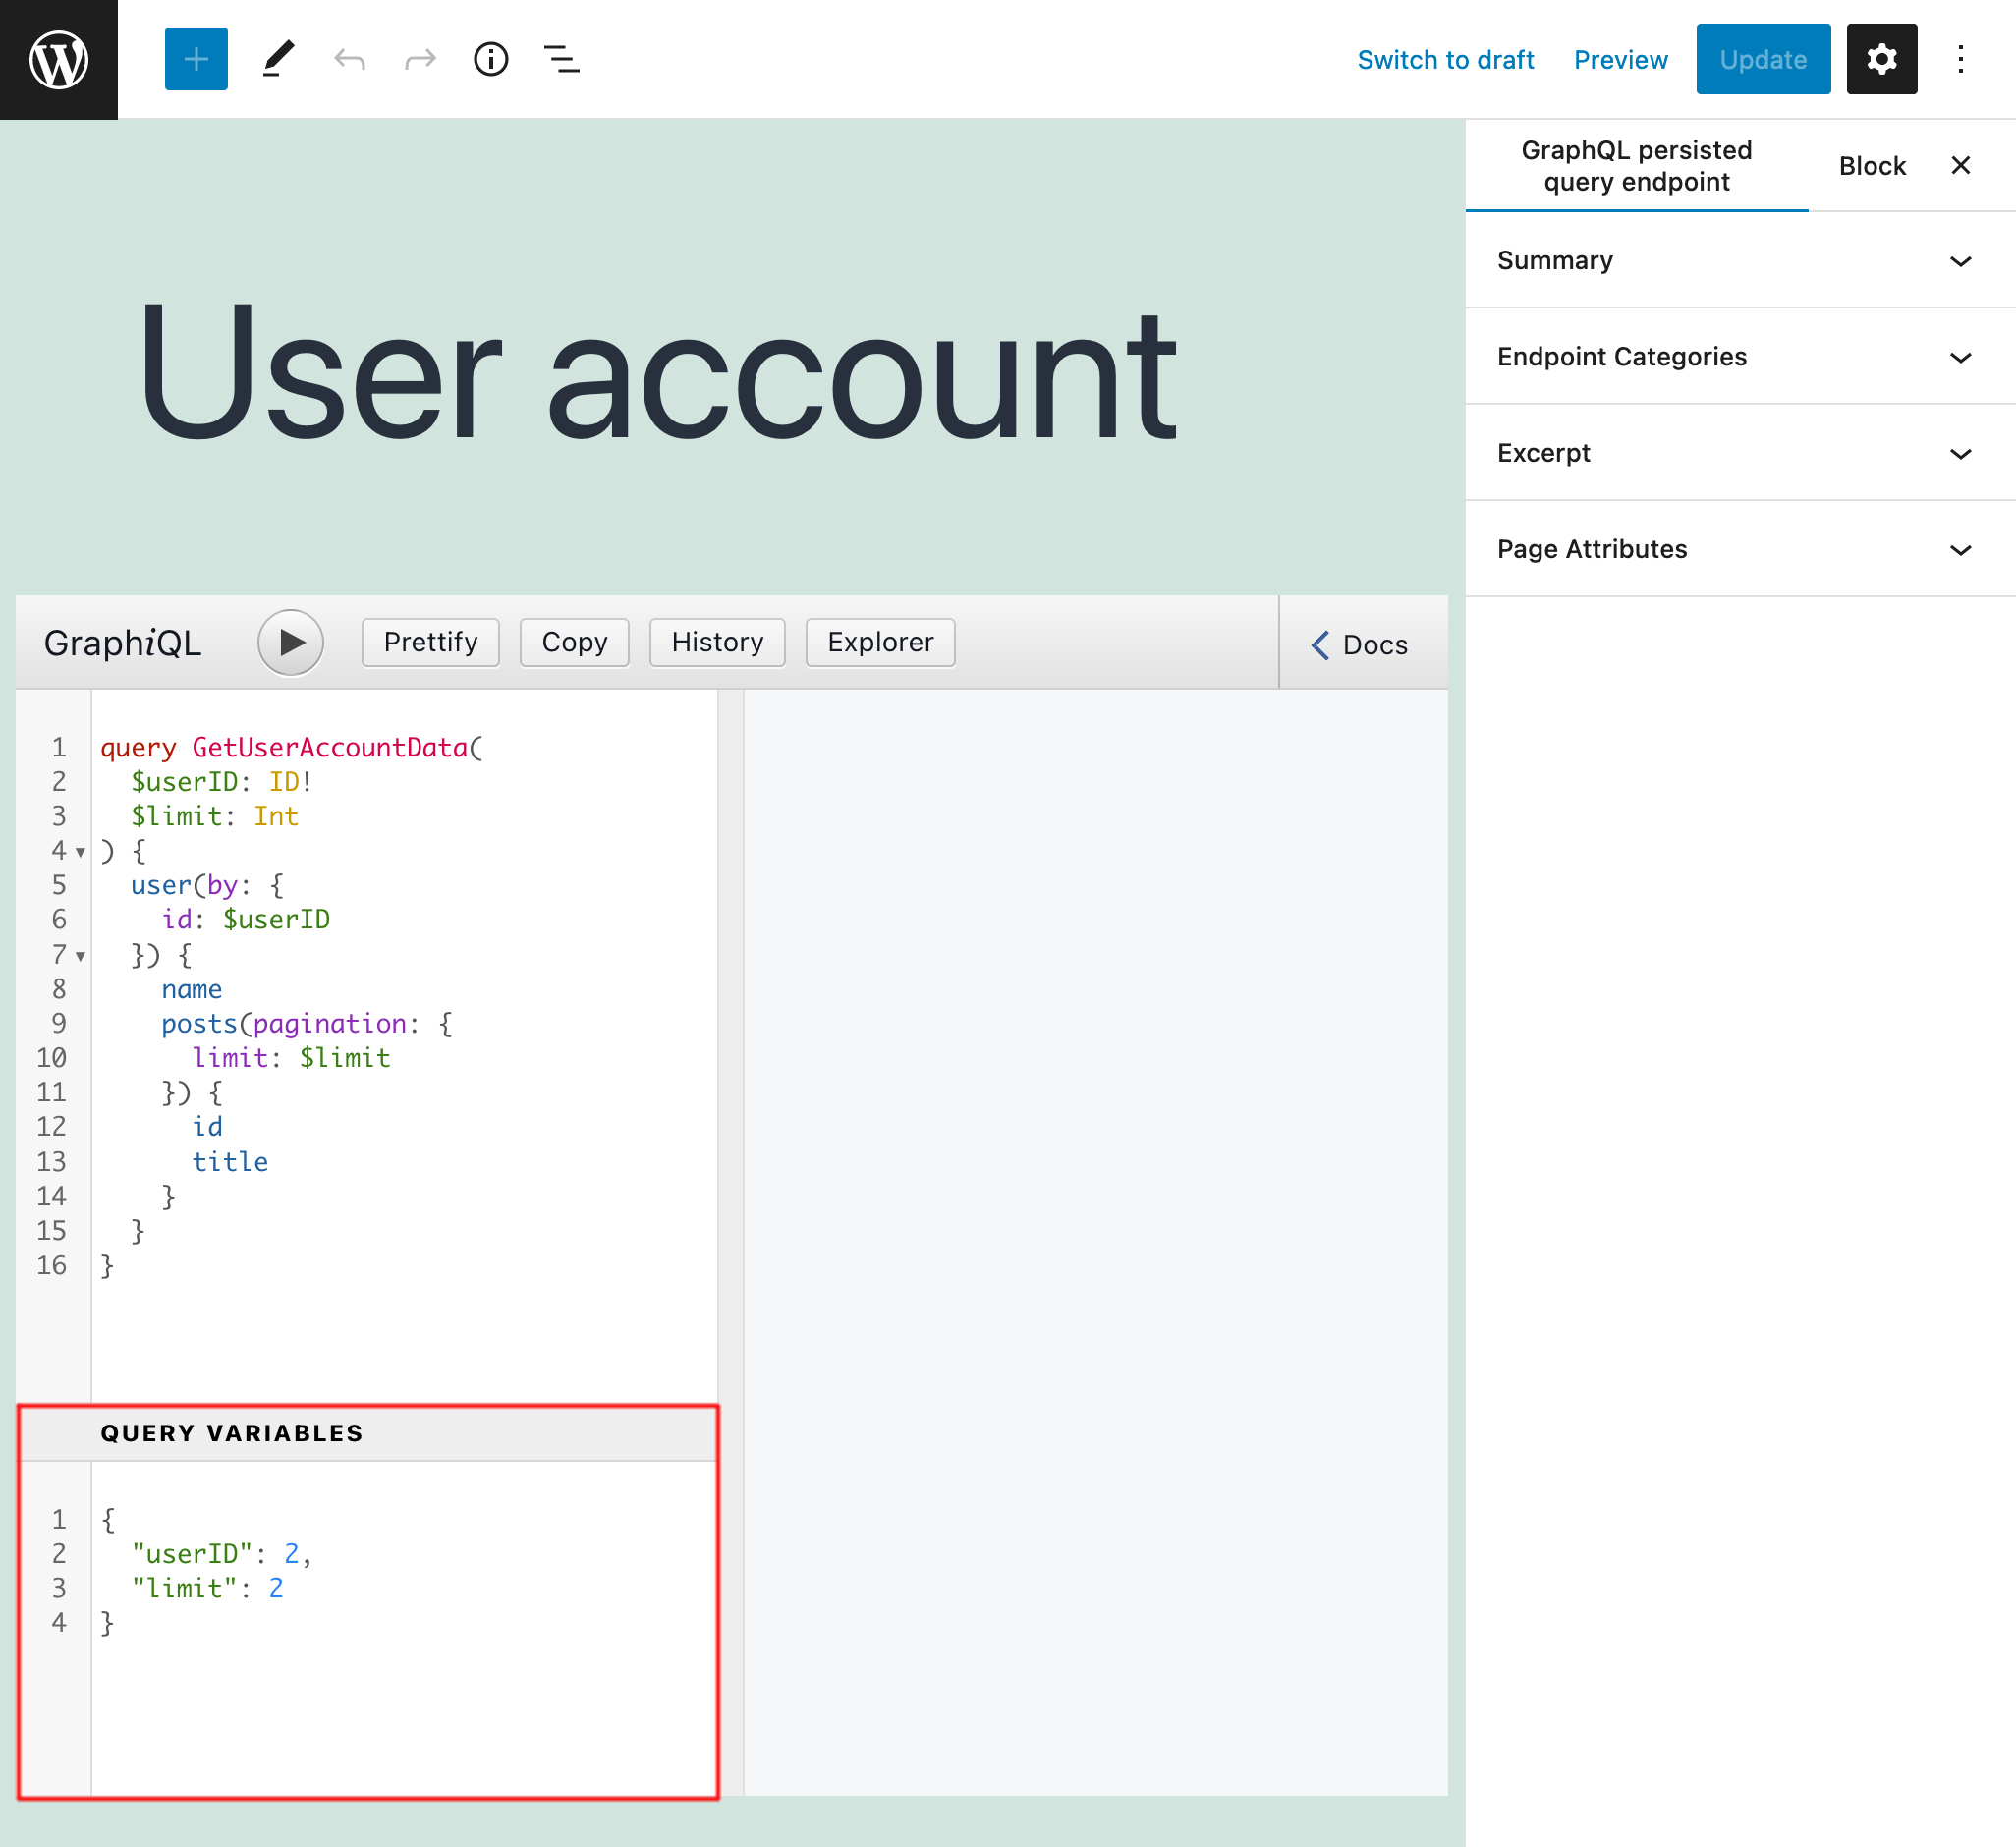 Switch to draft Preview Update
GraphQL persisted
query endpoint
Block
Summary
Endpoint Categories
Excerpt
Page Attributes
User account
GraphiQL Prettify Copy History Explorer Docs
1 query GetUserAccountData(
2   $userID: ID!
3   $limit: Int
4 ) {
5   user(by: {
6     id: $userID
7   }) {
8     name
9     posts(pagination: {
10       limit: $limit
11     }) {
12       id
13       title
14     }
15   }
16 }
QUERY VARIABLES
1 {
2   "userID": 2,
3   "limit": 2
4 }